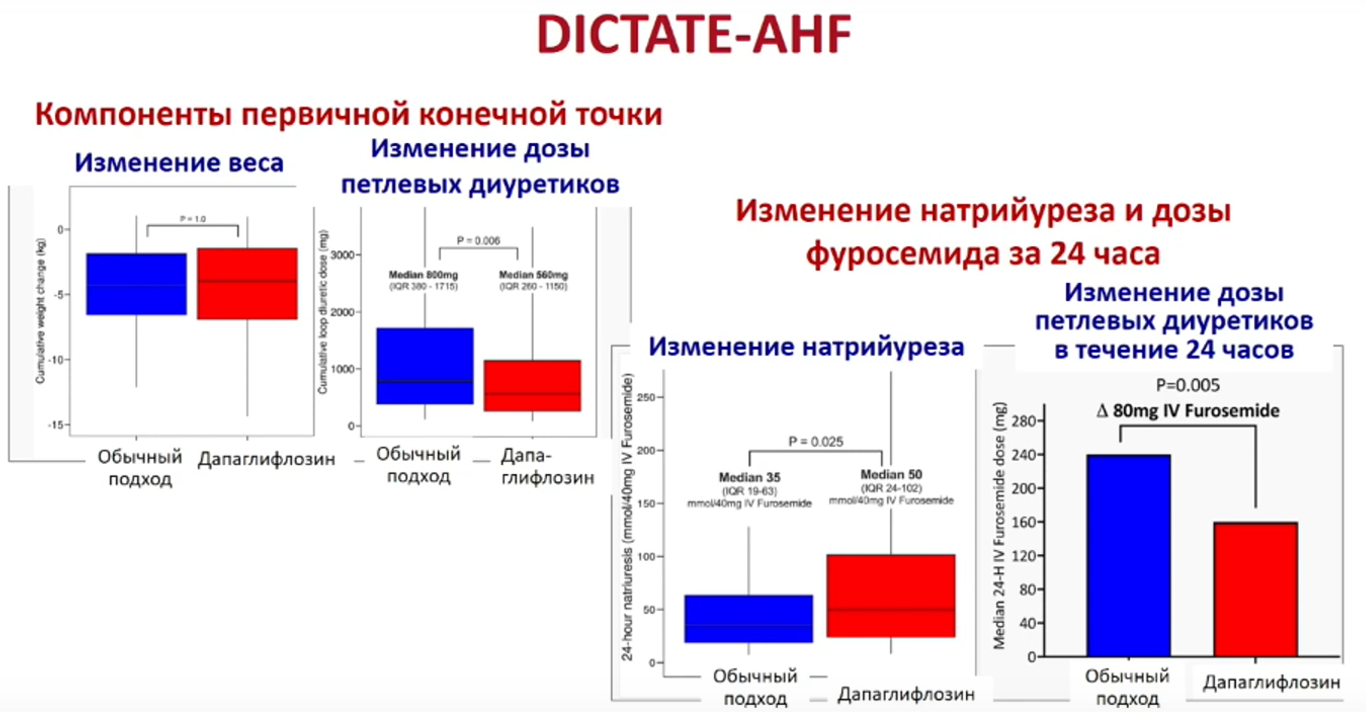 DICTATE-AHF
Компоненты первичной конечной точки
Изменение веса
Cumulative weight change (kg)
0
-5
-10
-15
P = 1.0
Обычный
подход
Дапаглифлозин
Изменение дозы
петлевых диуретиков
Cumulative loop diuretic dose (mg)
3000
2000
1000
0
P = 0.006
Median 800mg
(IQR 380 - 1715)
Median 560mg
(IQR 260 - 1150)
Обычный
подход
Дапа-
глифлозин
Изменение натрийуреза и дозы
фуросемида за 24 часа
Изменение натрийуреза
24-hour natriuresis (mmol/40mg IV Furosemide)
250
200
150
100
50
0
P = 0.025
Median 35
(IQR 19-63)
mmol/40mg IV Furosemide
Median 50
(IQR 24-102)
mmol/40mg IV Furosemide
Обычный
подход
Дапаглифлозин
Изменение дозы
петлевых диуретиков
в течение 24 часов
P=0.005
Δ 80mg IV Furosemide
Median 24-H IV Furosemide dose (mg)
280
240
200
160
120
80
40
0
Обычный
подход
Дапаглифлозин